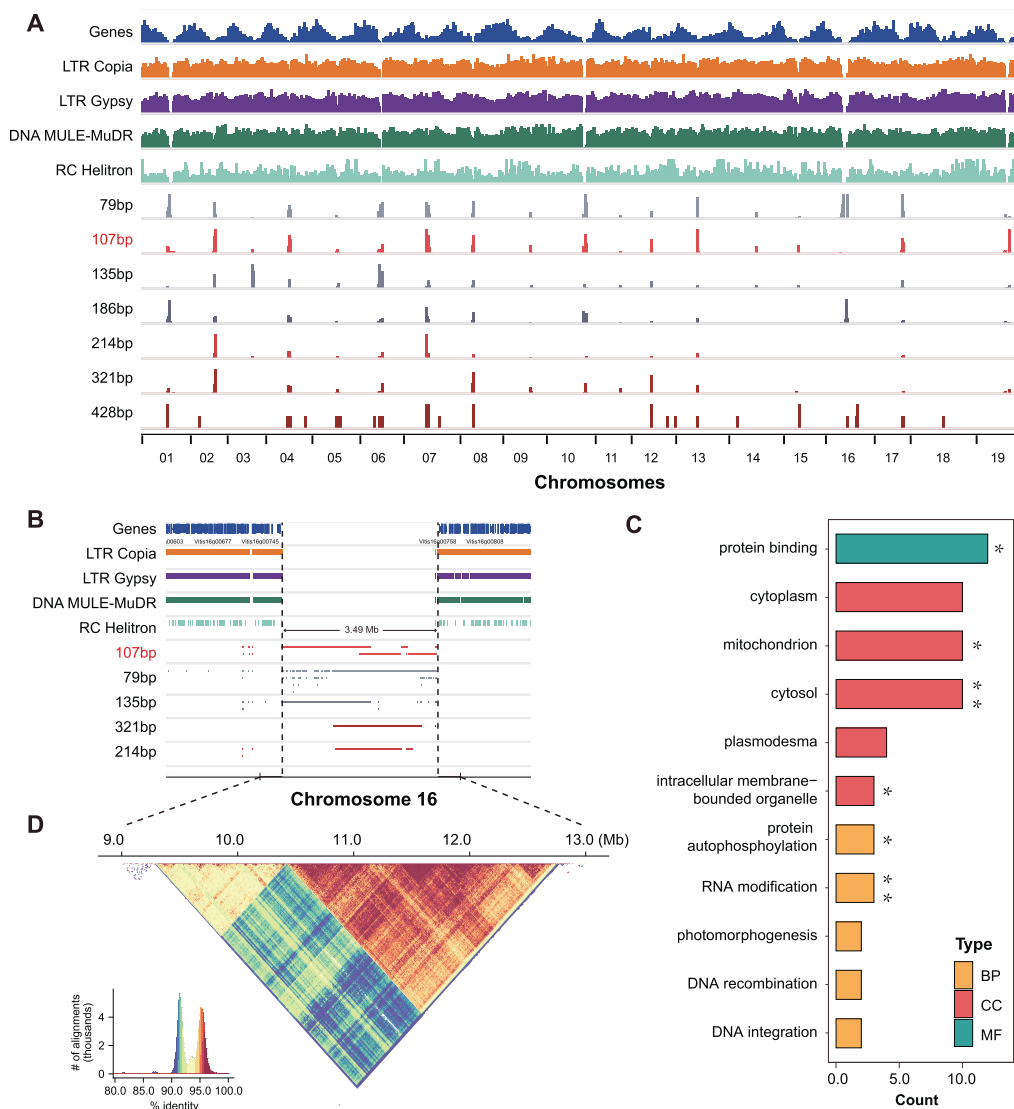 A
Genes
LTR Copia
LTR Gypsy
DNA MULE-MuDR
RC Helitron
79bp
107bp
135bp
186bp
214bp
321bp
428bp
01 02 03 04 05 06 07 08 09 10 11 12 13 14 15 16 17 18 19
Chromosomes
B
Genes
00603 Vitis16g00677 Vitis16g00745 Vitis16g00758 Vitis16g00808
LTR Copia
LTR Gypsy
DNA MULE-MuDR
RC Helitron
3.49 Mb
107bp
79bp
135bp
321bp
214bp
Chromosome 16
C
protein binding *
cytoplasm
mitochondrion *
cytosol * *
plasmodesma
intracellular membrane−
bounded organelle *
protein
autophosphoylation *
RNA modification * *
photomorphogenesis
DNA recombination
DNA integration
Type
BP
CC
MF
0.0 5.0 10.0
Count
D
9.0 10.0 11.0 12.0 13.0 (Mb)
# of alignments
(thousands)
4
2
0
80.0 85.0 90.0 95.0 100.0
% identity